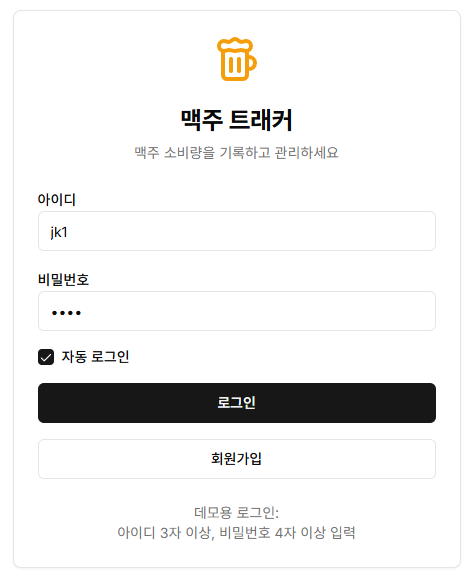 맥주 트래커
맥주 소비량을 기록하고 관리하세요
아이디
jk1
비밀번호
••••
자동 로그인
로그인
회원가입
데모용 로그인:
아이디 3자 이상, 비밀번호 4자 이상 입력